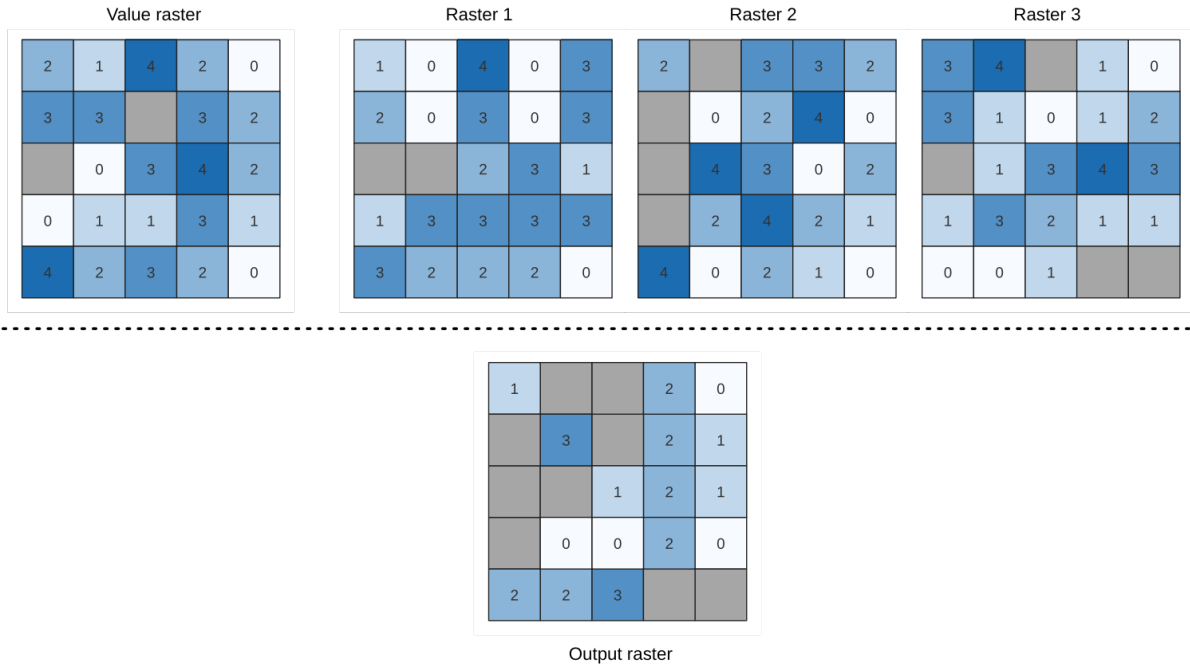 Value raster Raster 1 Raster 2 Raster 3
2 1 4 2 0 1 0 4 0 3 2 3 3 2 3 4 1 0
3 3 3 2 2 0 3 0 3 0 2 4 0 3 1 0 1 2
0 3 4 2 2 3 1 4 3 0 2 1 3 4 3
0 1 1 3 1 1 3 3 3 3 2 4 2 1 1 3 2 1 1
4 2 3 2 0 3 2 2 2 0 4 0 2 1 0 0 0 1
1 2 0
3 2 1
1 2 1
0 0 2 0
2 2 3
Output raster